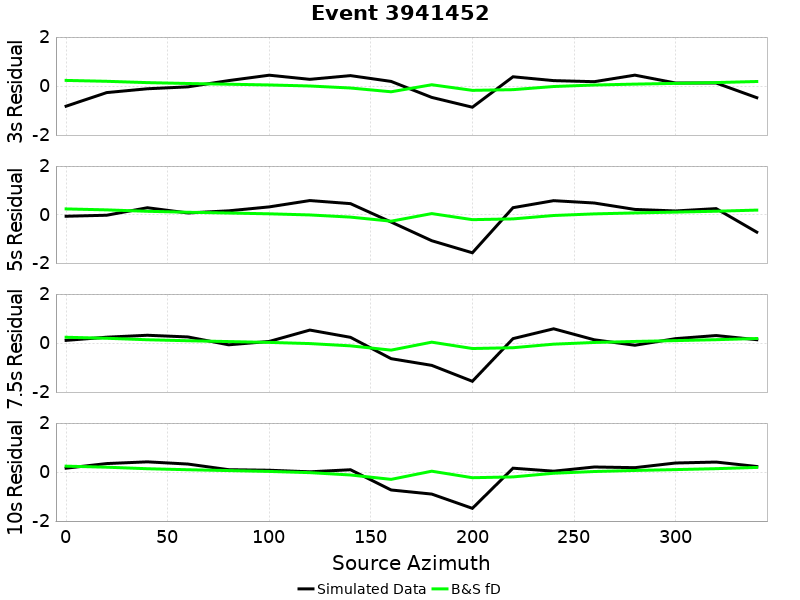 Event 3941452
3s Residual
2
0
-2
5s Residual
2
0
-2
7.5s Residual
2
0
-2
10s Residual
2
0
-2
0 50 100 150 200 250 300
Source Azimuth
Simulated Data B&S fD